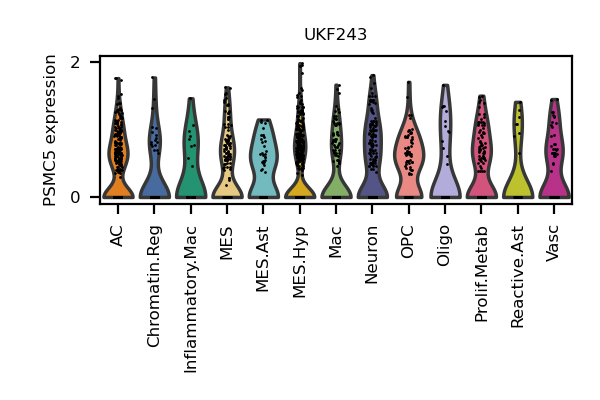 UKF243
PSMC5 expression
2
0
AC
Chromatin.Reg
Inflammatory.Mac
MES
MES.Ast
MES.Hyp
Mac
Neuron
OPC
Oligo
Prolif.Metab
Reactive.Ast
Vasc